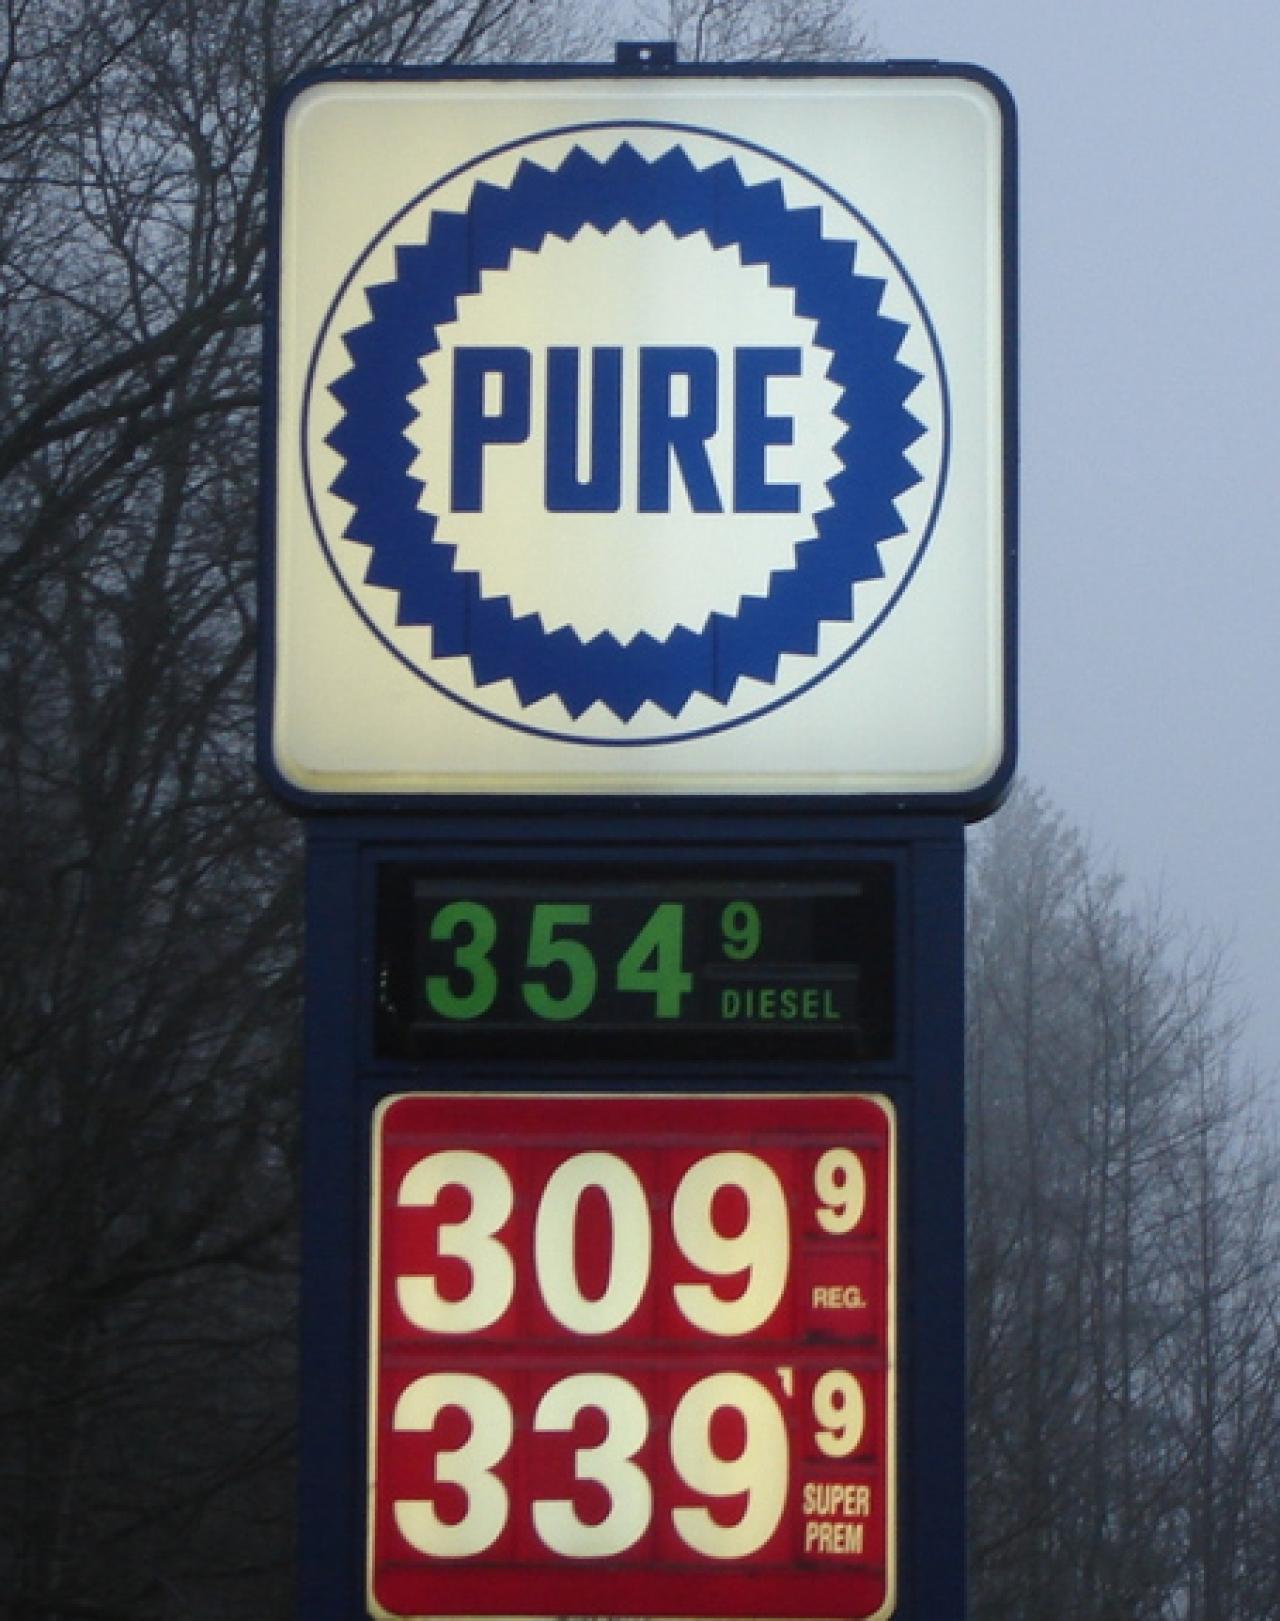 PURE
354 9
DIESEL
309 9
REG.
339 9
SUPER
PREM